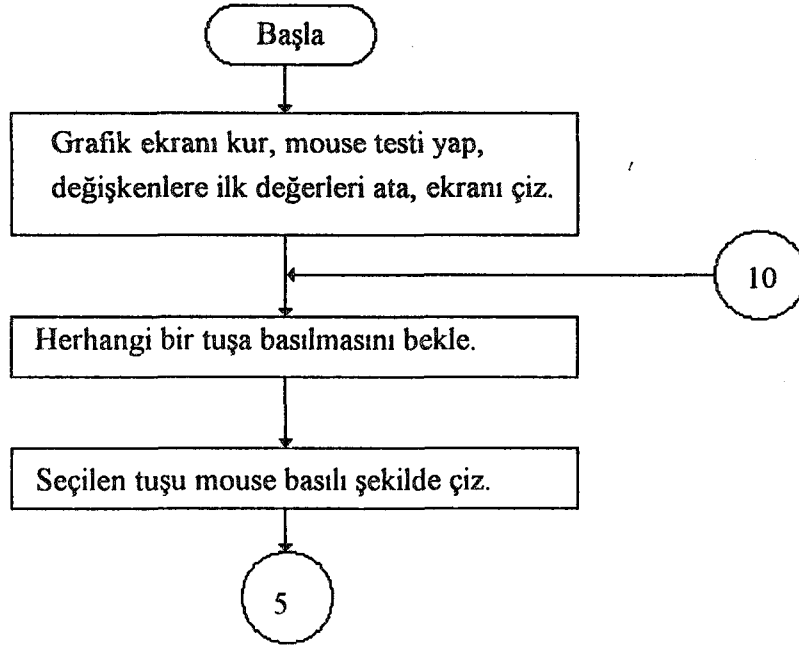 Başla
Grafik ekranı kur, mouse testi yap,
değişkenlere ilk değerleri ata, ekranı çiz.
10
Herhangi bir tuşa basılmasını bekle.
Seçilen tuşu mouse basılı şekilde çiz.
5